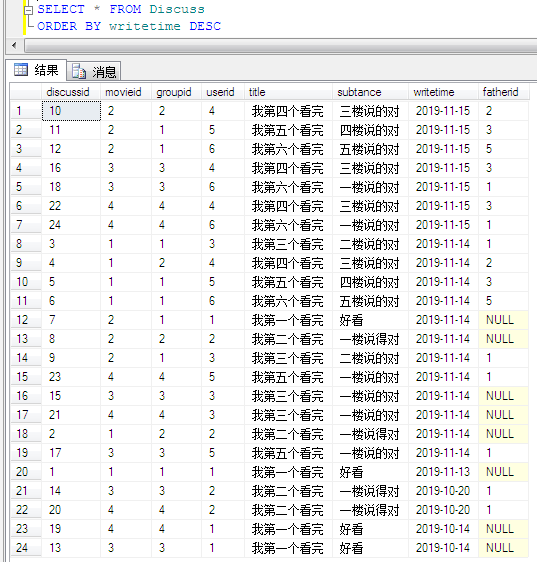 SELECT * FROM Discuss
ORDER BY writetime DESC
结果 消息
discussid movieid groupid userid title subtance writetime fatherid
1 10 2 2 4 我第四个看完 三楼说的对 2019-11-15 2
2 11 2 1 5 我第五个看完 四楼说的对 2019-11-15 3
3 12 2 1 6 我第六个看完 五楼说的对 2019-11-15 5
4 16 3 3 4 我第四个看完 三楼说的对 2019-11-15 3
5 18 3 3 6 我第六个看完 一楼说的对 2019-11-15 1
6 22 4 4 4 我第四个看完 三楼说的对 2019-11-15 3
7 24 4 4 6 我第六个看完 一楼说的对 2019-11-15 1
8 3 1 1 3 我第三个看完 二楼说的对 2019-11-14 1
9 4 1 2 4 我第四个看完 三楼说的对 2019-11-14 2
10 5 1 1 5 我第五个看完 四楼说的对 2019-11-14 3
11 6 1 1 6 我第六个看完 五楼说的对 2019-11-14 5
12 7 2 1 1 我第一个看完 好看 2019-11-14 NULL
13 8 2 2 2 我第二个看完 一楼说得对 2019-11-14 NULL
14 9 2 1 3 我第三个看完 二楼说的对 2019-11-14 1
15 23 4 4 5 我第五个看完 一楼说的对 2019-11-14 1
16 15 3 3 3 我第三个看完 一楼说的对 2019-11-14 NULL
17 21 4 4 3 我第三个看完 一楼说的对 2019-11-14 NULL
18 2 1 2 2 我第二个看完 一楼说得对 2019-11-14 NULL
19 17 3 3 5 我第五个看完 一楼说的对 2019-11-14 1
20 1 1 1 1 我第一个看完 好看 2019-11-13 NULL
21 14 3 3 2 我第二个看完 一楼说得对 2019-10-20 1
22 20 4 4 2 我第二个看完 一楼说得对 2019-10-20 1
23 19 4 4 1 我第一个看完 好看 2019-10-14 NULL
24 13 3 3 1 我第一个看完 好看 2019-10-14 NULL